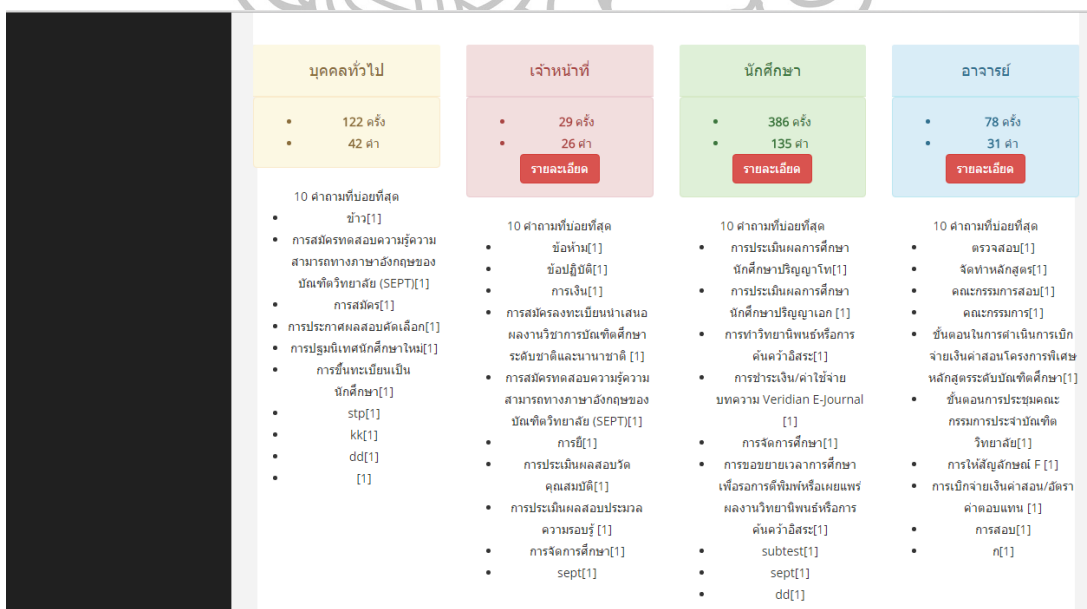 บุคคลทั่วไป
122 ครั้ง
42 คำ
10 คำถามที่บ่อยที่สุด
ข้าว[1]
การสมัครทดสอบความรู้ความ
สามารถทางภาษาอังกฤษของ
บัณฑิตวิทยาลัย (SEPT)[1]
การสมัคร[1]
การประกาศผลสอบคัดเลือก[1]
การปฐมนิเทศนักศึกษาใหม่[1]
การขึ้นทะเบียนเป็น
นักศึกษา[1]
stp[1]
kk[1]
dd[1]
[1]
เจ้าหน้าที่
29 ครั้ง
26 คำ
รายละเอียด
10 คำถามที่บ่อยที่สุด
ข้อห้าม[1]
ข้อปฏิบัติ[1]
การเงิน[1]
การสมัครลงทะเบียนนำเสนอ
ผลงานวิชาการบัณฑิตศึกษา
ระดับชาติและนานาชาติ [1]
การสมัครทดสอบความรู้ความ
สามารถทางภาษาอังกฤษของ
บัณฑิตวิทยาลัย (SEPT)[1]
การยื[1]
การประเมินผลสอบวัด
คุณสมบัติ[1]
การประเมินผลสอบประมวล
ความรอบรู้ [1]
การจัดการศึกษา[1]
sept[1]
นักศึกษา
386 ครั้ง
135 คำ
รายละเอียด
10 คำถามที่บ่อยที่สุด
การประเมินผลการศึกษา
นักศึกษาปริญญาโท[1]
การประเมินผลการศึกษา
นักศึกษาปริญญาเอก [1]
การทำวิทยานิพนธ์หรือการ
ค้นคว้าอิสระ[1]
การชำระเงิน/ค่าใช้จ่าย
บทความ Veridian E-Journal
[1]
การจัดการศึกษา[1]
การขอขยายเวลาการศึกษา
เพื่อรอการตีพิมพ์หรือเผยแพร่
ผลงานวิทยานิพนธ์หรือการ
ค้นคว้าอิสระ[1]
subtest[1]
sept[1]
dd[1]
อาจารย์
78 ครั้ง
31 คำ
รายละเอียด
10 คำถามที่บ่อยที่สุด
ตรวจสอบ[1]
จัดทำหลักสูตร[1]
คณะกรรมการสอบ[1]
คณะกรรมการ[1]
ขั้นตอนในการดำเนินการเบิก
จ่ายเงินค่าสอนโครงการพิเศษ
หลักสูตรระดับบัณฑิตศึกษา[1]
ขั้นตอนการประชุมคณะ
กรรมการประจำบัณฑิต
วิทยาลัย[1]
การให้สัญลักษณ์ F [1]
การเบิกจ่ายเงินค่าสอน/อัตรา
ค่าตอบแทน [1]
การสอบ[1]
ก[1]